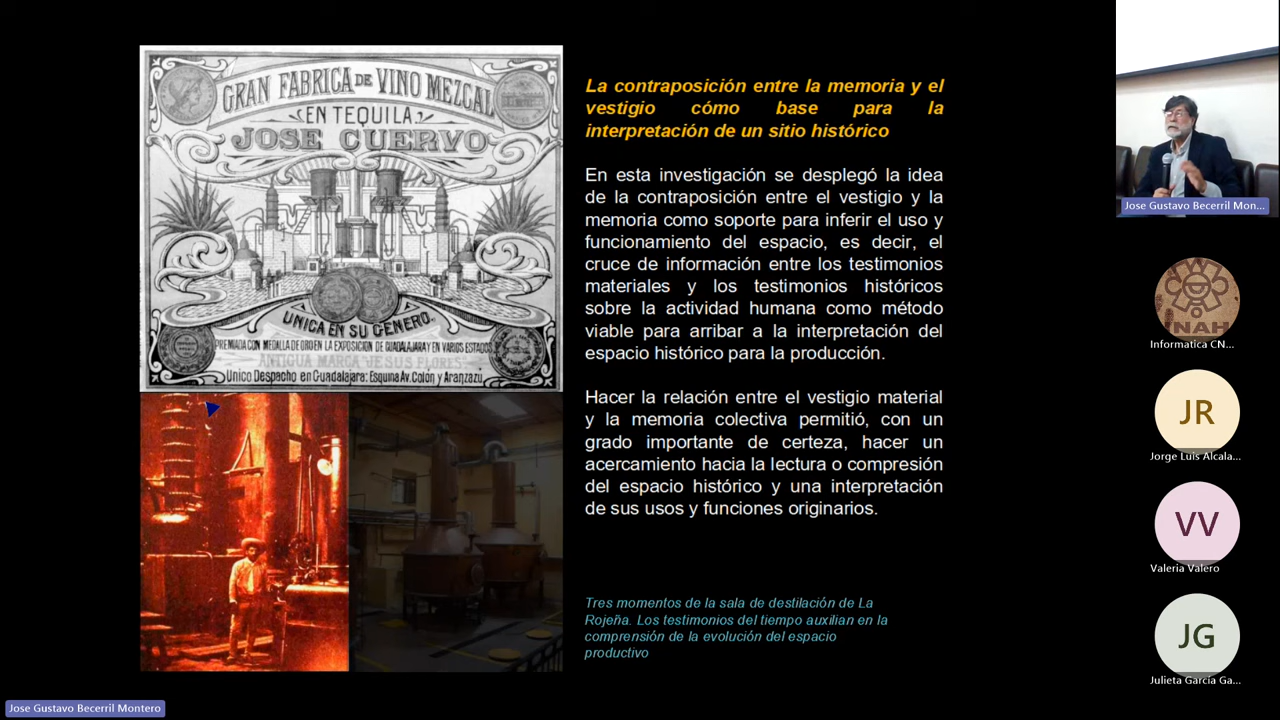 GRAN FABRICA DE VINO MEZCAL
EN TEQUILA.
JOSE CUERVO
UNICA EN SU GENERO.
PREMIADA CON MEDALLA DE ORO EN LA EXPOSICION DE GUADALAJARA Y EN VARIOS ESTADOS
ANTIGUA MARCA JESUS FLORES.
Unico Despacho en Guadalajara: Esquina Av. Colón y Aranzazú
La contraposición entre la memoria y el
vestigio cómo base para la
interpretación de un sitio histórico
En esta investigación se desplegó la idea
de la contraposición entre el vestigio y la
memoria como soporte para inferir el uso y
funcionamiento del espacio, es decir, el
cruce de información entre los testimonios
materiales y los testimonios históricos
sobre la actividad humana como método
viable para arribar a la interpretación del
espacio histórico para la producción.
Hacer la relación entre el vestigio material
y la memoria colectiva permitió, con un
grado importante de certeza, hacer un
acercamiento hacia la lectura o compresión
del espacio histórico y una interpretación
de sus usos y funciones originarios.
Tres momentos de la sala de destilación de La
Rojeña. Los testimonios del tiempo auxilian en la
comprensión de la evolución del espacio
productivo
Jose Gustavo Becerril Mon...
INAH
Informatica CN...
JR
Jorge Luis Alcala...
VV
Valeria Valero
JG
Julieta García Ga...
Jose Gustavo Becerril Montero